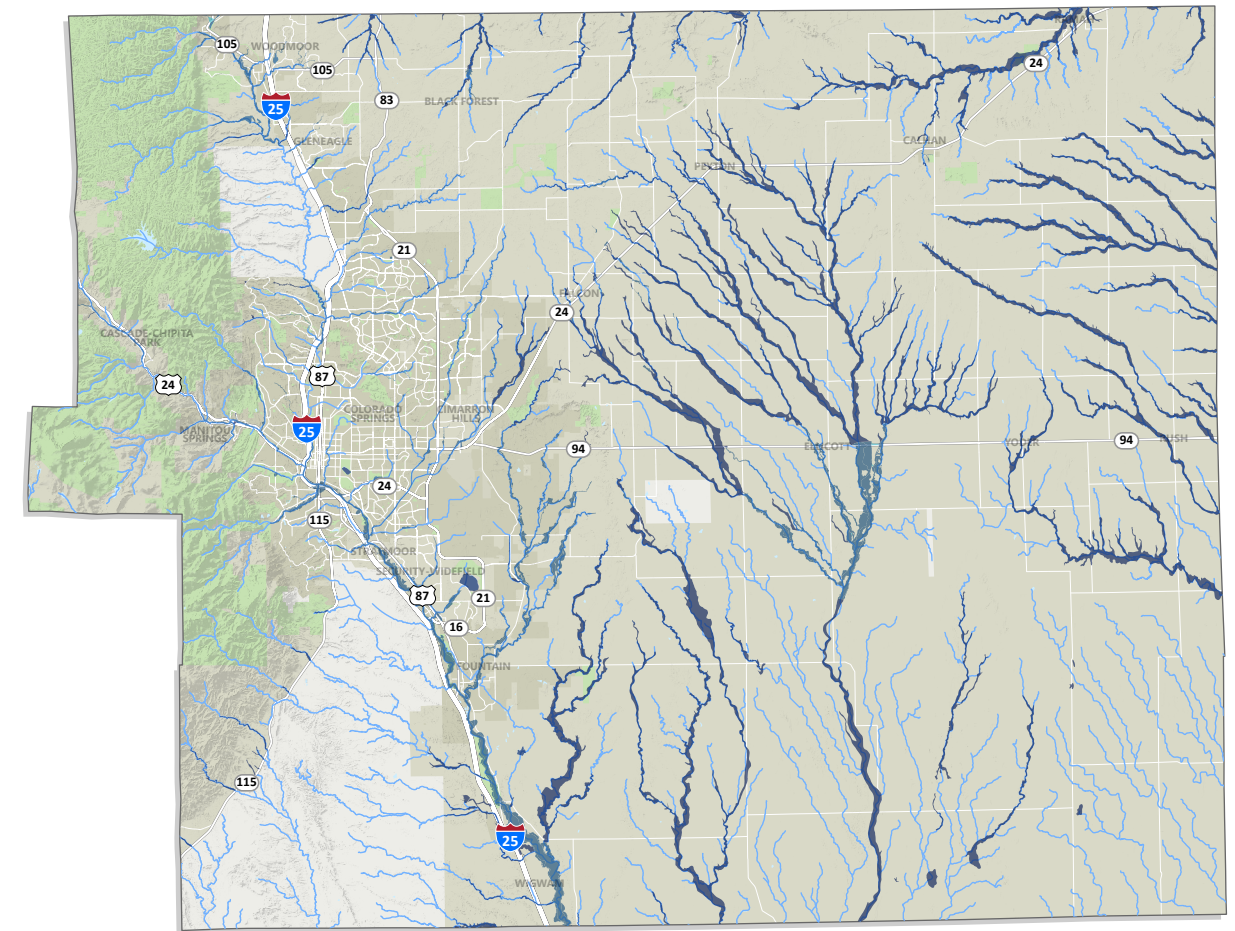 RAMAH
105
WOODMOOR
24
105
25
83
BLACK FOREST
GLENEAGLE
CALHAN
PEYTON
21
FALCON
24
CASCADE-CHIPITA
PARK
87
24
COLORADO
SPRINGS
CIMARRON
HILLS
25
MANITOU
SPRINGS
94
ELLICOTT
YODER
94
RUSH
24
115
STRATMOOR
SECURITY-WIDEFIELD
87
21
16
FOUNTAIN
115
25
WIGWAM